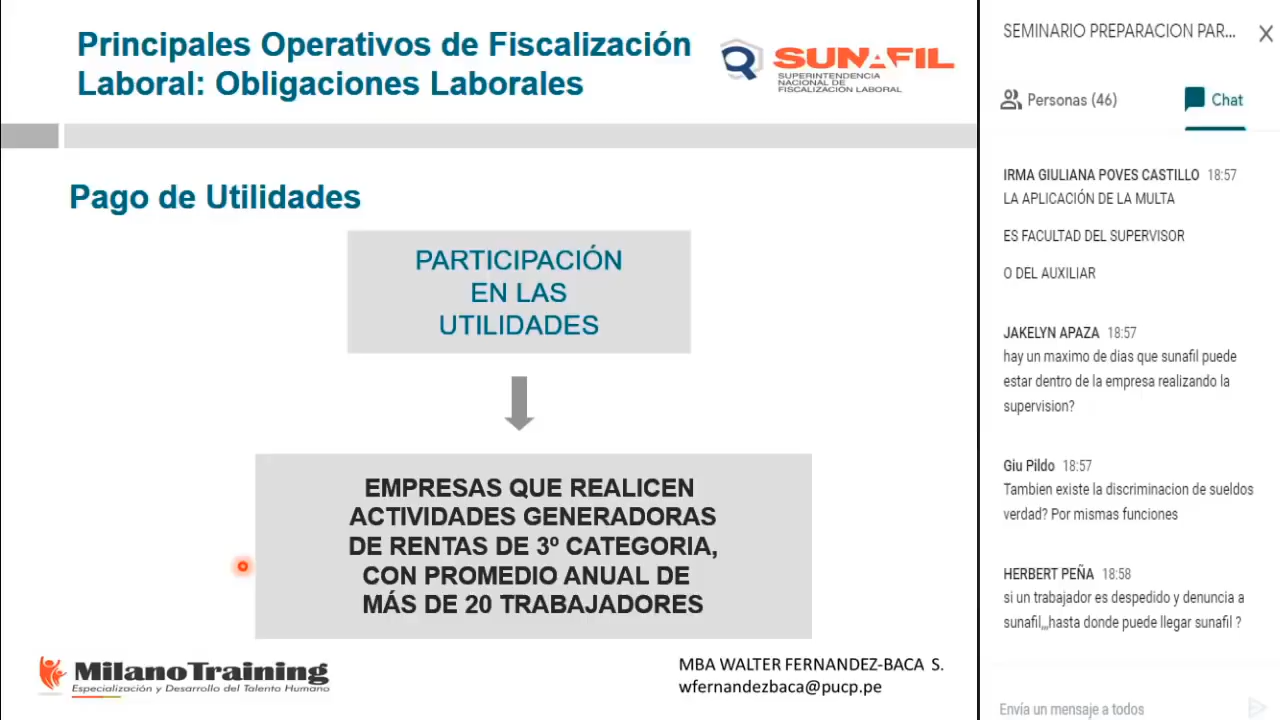 Principales Operativos de Fiscalización
Laboral: Obligaciones Laborales
SUNAFIL
SUPERINTENDENCIA
NACIONAL DE
FISCALIZACIÓN LABORAL
Pago de Utilidades
PARTICIPACIÓN
EN LAS
UTILIDADES
EMPRESAS QUE REALICEN
ACTIVIDADES GENERADORAS
DE RENTAS DE 3º CATEGORIA,
CON PROMEDIO ANUAL DE
MÁS DE 20 TRABAJADORES
MilanoTraining
Especialización y Desarrollo del Talento Humano
MBA WALTER FERNANDEZ-BACA S.
wfernandezbaca@pucp.pe
SEMINARIO PREPARACION PAR...
Personas (46)
Chat
IRMA GIULIANA POVES CASTILLO 18:57
LA APLICACIÓN DE LA MULTA
ES FACULTAD DEL SUPERVISOR
O DEL AUXILIAR
JAKELYN APAZA 18:57
hay un maximo de dias que sunafil puede
estar dentro de la empresa realizando la
supervision?
Giu Pildo 18:57
Tambien existe la discriminacion de sueldos
verdad? Por mismas funciones
HERBERT PEÑA 18:58
si un trabajador es despedido y denuncia a
sunafil,,,hasta donde puede llegar sunafil ?
Envía un mensaje a todos